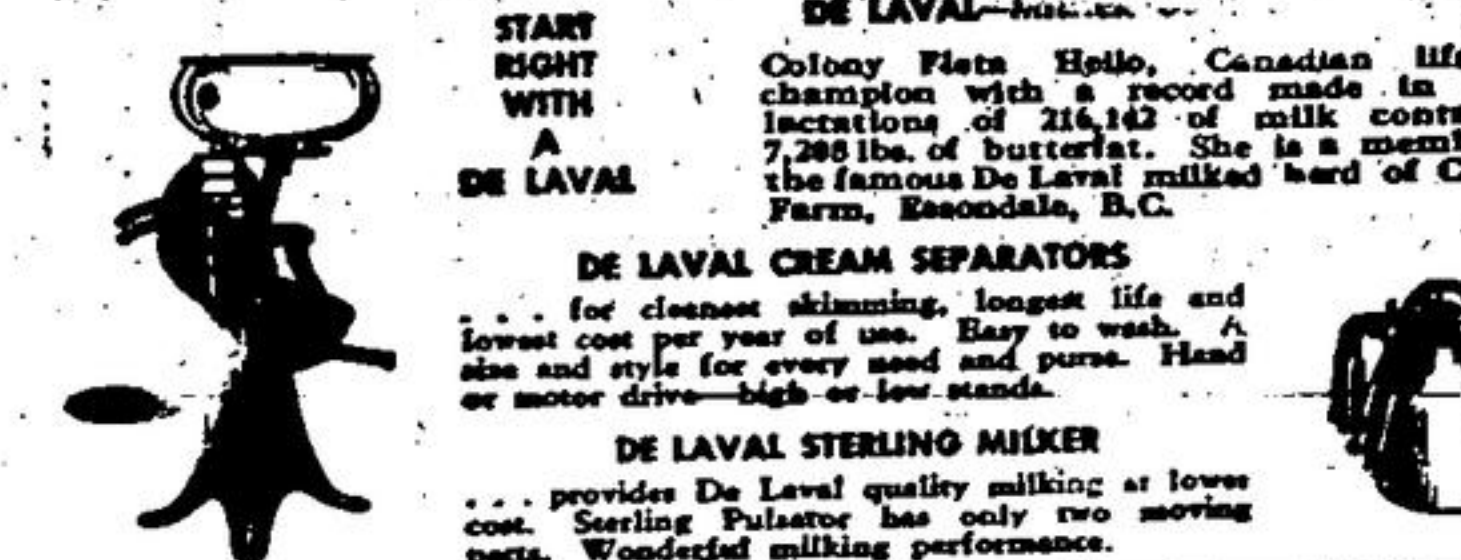 START
RIGHT
WITH
A
DE LAVAL
DE LAVAL—
Colony Flota Hello, Canadian life
champion with a record made in
lactations of 216,142 of milk cont
7,208 lbs. of butterfat. She is a mem
the famous De Laval milked herd of C
Farm, Essondale, B.C.
DE LAVAL CREAM SEPARATORS
. . . for cleanest skimming, longest life and
lowest cost per year of use. Easy to wash. A
size and style for every need and purse. Hand
or motor drive—high or low stands.
DE LAVAL STERLING MILKER
. . . provides De Laval quality milking at lower
cost. Sterling Pulsator has only two moving
parts. Wonderful milking performance.